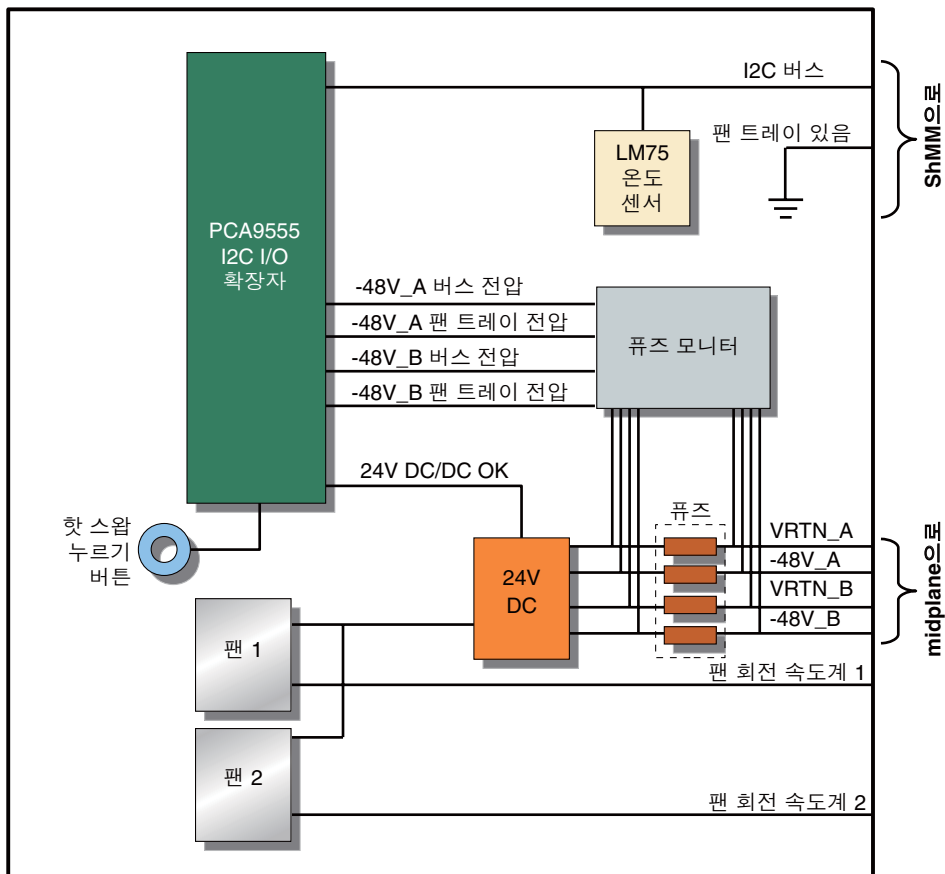 I2C 버스
팬 트레이 있음
ShMM으로
LM75
온도
센서
PCA9555
I2C I/O
확장자
-48V_A 버스 전압
-48V_A 팬 트레이 전압
-48V_B 버스 전압
-48V_B 팬 트레이 전압
퓨즈 모니터
24V DC/DC OK
핫 스왑
누르기
버튼
퓨즈
24V
DC
VRTN_A
-48V_A
VRTN_B
-48V_B
midplane으로
팬 1
팬 회전 속도계 1
팬 2
팬 회전 속도계 2